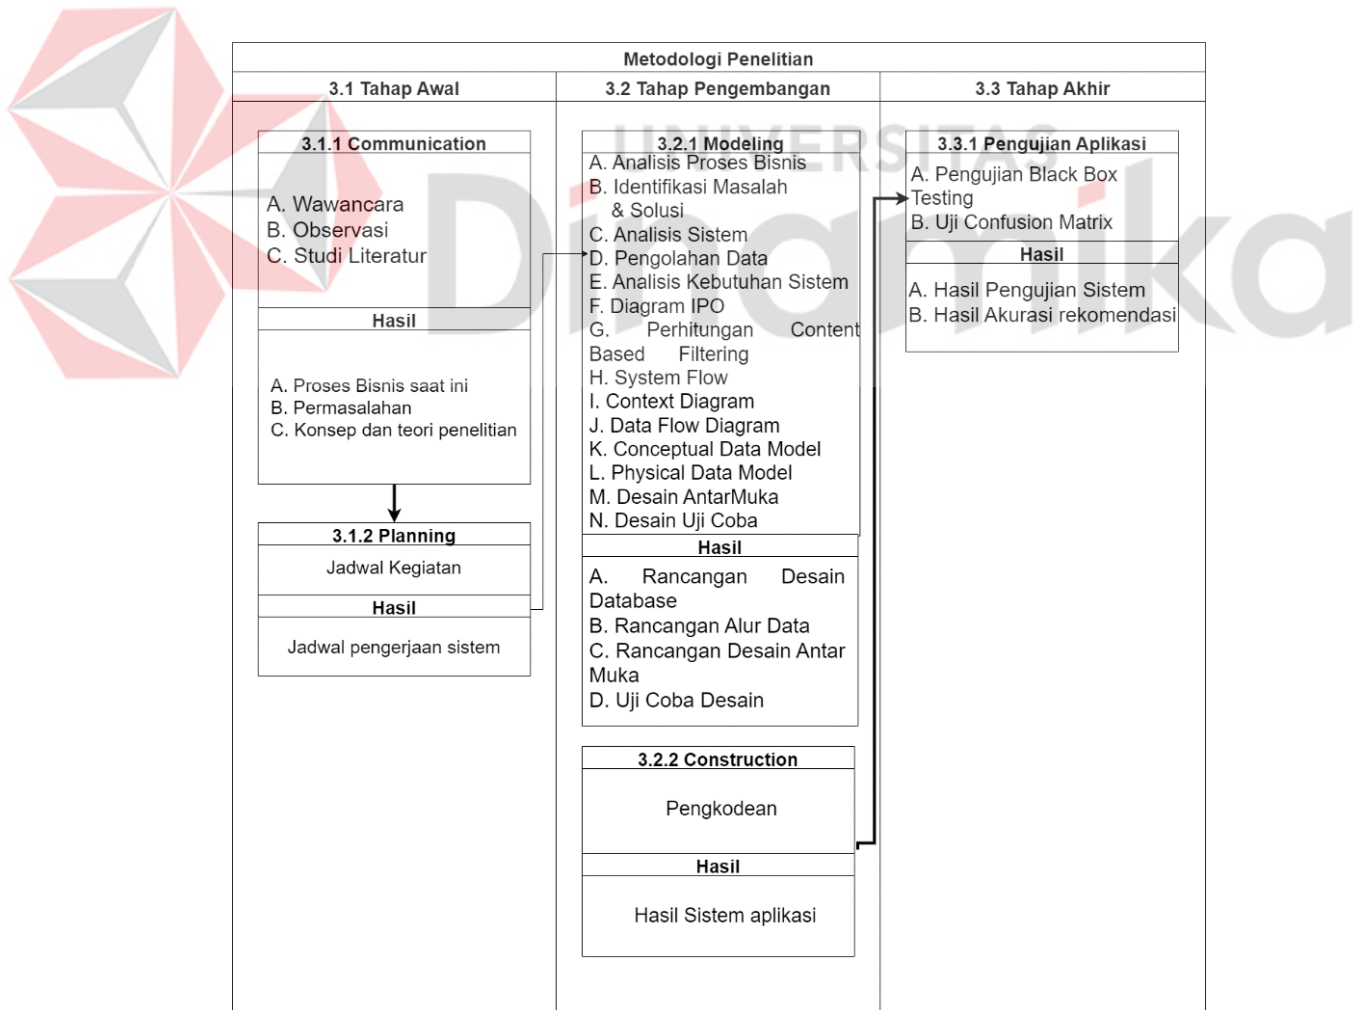 Metodologi Penelitian
3.1 Tahap Awal
3.2 Tahap Pengembangan
3.3 Tahap Akhir
UNIVERSITAS
Dinamika
3.1.1 Communication
A. Wawancara
B. Observasi
C. Studi Literatur
Hasil
A. Proses Bisnis saat ini
B. Permasalahan
C. Konsep dan teori penelitian
3.1.2 Planning
Jadwal Kegiatan
Hasil
Jadwal pengerjaan sistem
3.2.1 Modeling
A. Analisis Proses Bisnis
B. Identifikasi Masalah
& Solusi
C. Analisis Sistem
D. Pengolahan Data
E. Analisis Kebutuhan Sistem
F. Diagram IPO
G. Perhitungan Content
Based Filtering
H. System Flow
I. Context Diagram
J. Data Flow Diagram
K. Conceptual Data Model
L. Physical Data Model
M. Desain AntarMuka
N. Desain Uji Coba
Hasil
A. Rancangan Desain
Database
B. Rancangan Alur Data
C. Rancangan Desain Antar
Muka
D. Uji Coba Desain
3.2.2 Construction
Pengkodean
Hasil
Hasil Sistem aplikasi
3.3.1 Pengujian Aplikasi
A. Pengujian Black Box
Testing
B. Uji Confusion Matrix
Hasil
A. Hasil Pengujian Sistem
B. Hasil Akurasi rekomendasi